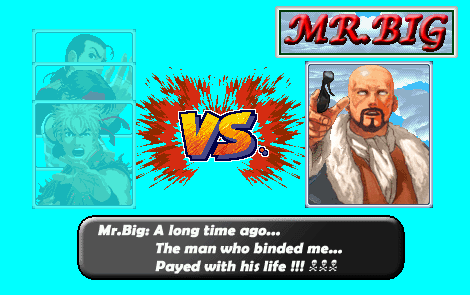 MR.BIG
VS.
Mr.Big: A long time ago...
The man who binded me...
Payed with his life !!! ☠☠☠